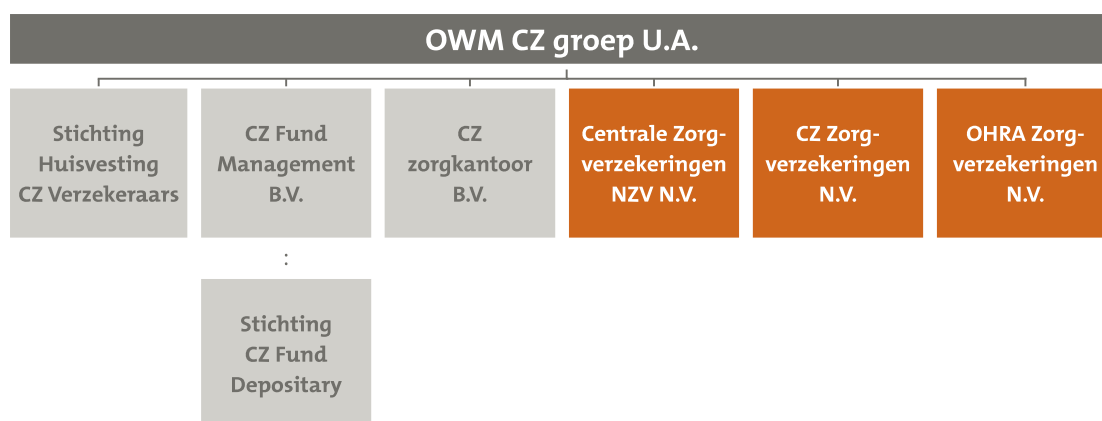 OWM CZ groep U.A.
Stichting
Huisvesting
CZ Verzekeraars
CZ Fund
Management
B.V.
CZ
zorgkantoor
B.V.
Centrale Zorg-
verzekeringen
NZV N.V.
CZ Zorg-
verzekeringen
N.V.
OHRA Zorg-
verzekeringen
N.V.
:
Stichting
CZ Fund
Depositary